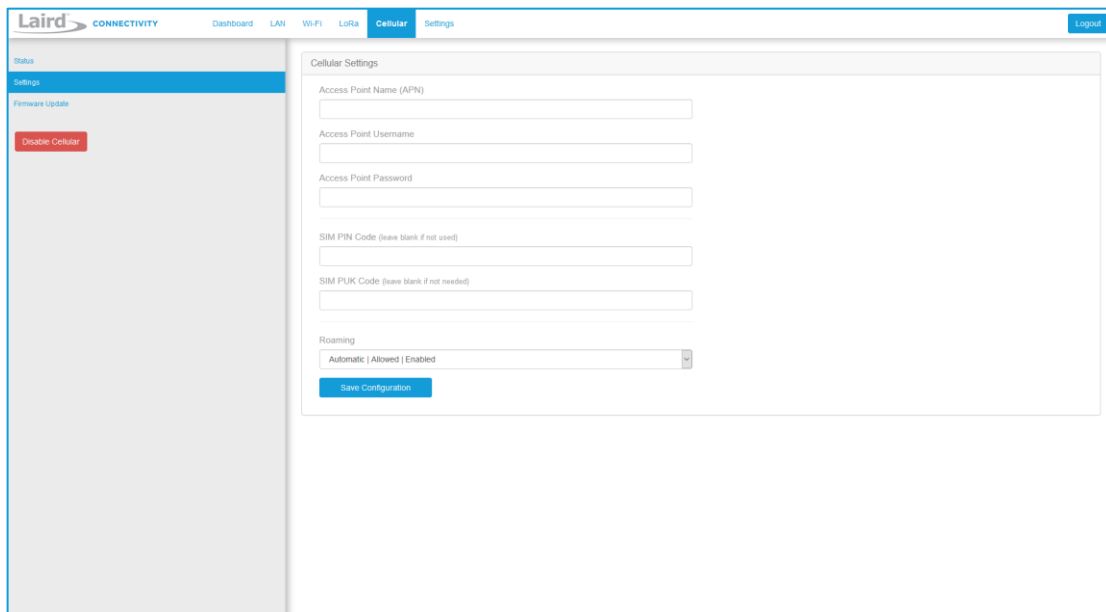 Laird CONNECTIVITY
Dashboard LAN Wi-Fi LoRa Cellular Settings Logout
Status
Settings
Firmware Update
Disable Cellular
Cellular Settings
Access Point Name (APN)
Access Point Username
Access Point Password
SIM PIN Code (leave blank if not used)
SIM PUK Code (leave blank if not needed)
Roaming
Automatic | Allowed | Enabled
Save Configuration